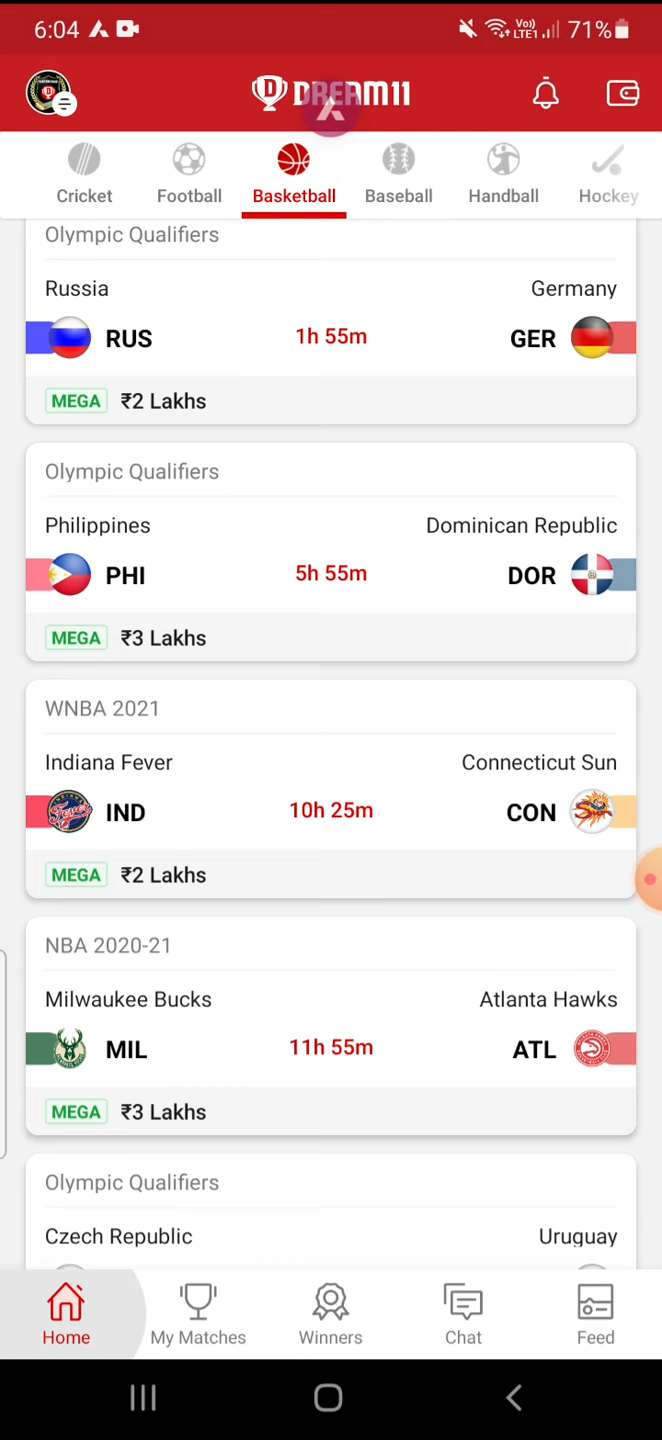 6:04 Vo) LTE1 71%
DREAM11
Cricket Football Basketball Baseball Handball Hockey
Olympic Qualifiers
Russia Germany
RUS 1h 55m GER
MEGA ₹2 Lakhs
Olympic Qualifiers
Philippines Dominican Republic
PHI 5h 55m DOR
MEGA ₹3 Lakhs
WNBA 2021
Indiana Fever Connecticut Sun
IND 10h 25m CON
MEGA ₹2 Lakhs
NBA 2020-21
Milwaukee Bucks Atlanta Hawks
MIL 11h 55m ATL
MEGA ₹3 Lakhs
Olympic Qualifiers
Czech Republic Uruguay
Home My Matches Winners Chat Feed